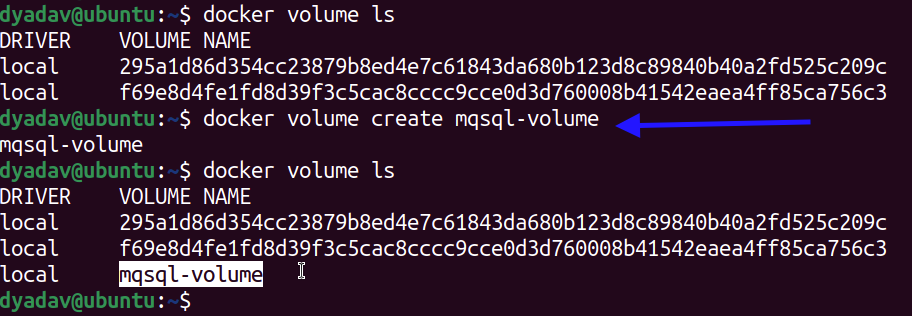 dyadav@ubuntu:~$ docker volume ls
DRIVER    VOLUME NAME
local     295a1d86d354cc23879b8ed4e7c61843da680b123d8c89840b40a2fd525c209c
local     f69e8d4fe1fd8d39f3c5cac8cccc9cce0d3d760008b41542eaea4ff85ca756c3
dyadav@ubuntu:~$ docker volume create mqsql-volume
mqsql-volume
dyadav@ubuntu:~$ docker volume ls
DRIVER    VOLUME NAME
local     295a1d86d354cc23879b8ed4e7c61843da680b123d8c89840b40a2fd525c209c
local     f69e8d4fe1fd8d39f3c5cac8cccc9cce0d3d760008b41542eaea4ff85ca756c3
local     mqsql-volume
dyadav@ubuntu:~$